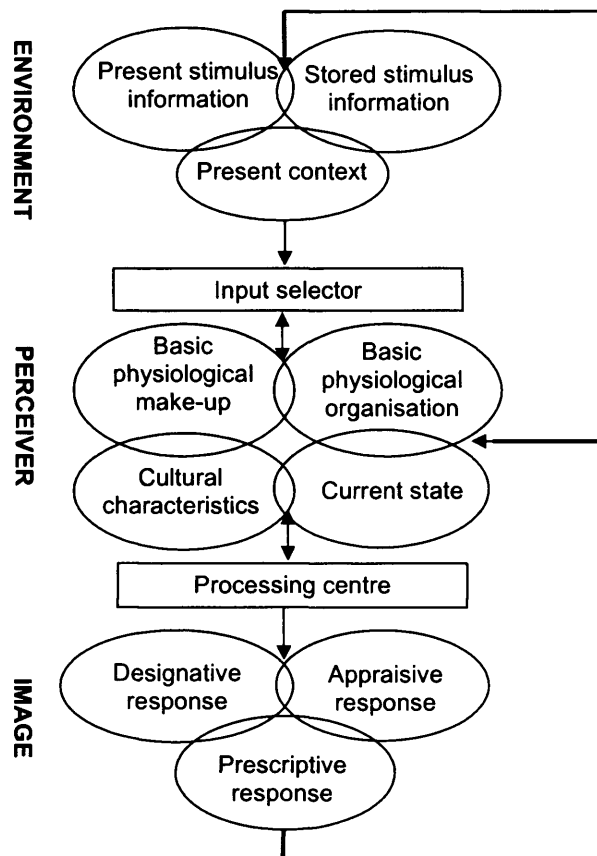 ENVIRONMENT
Present stimulus
information
Stored stimulus
information
Present context
Input selector
PERCEIVER
Basic
physiological
make-up
Basic
physiological
organisation
Cultural
characteristics
Current state
Processing centre
IMAGE
Designative
response
Appraisive
response
Prescriptive
response